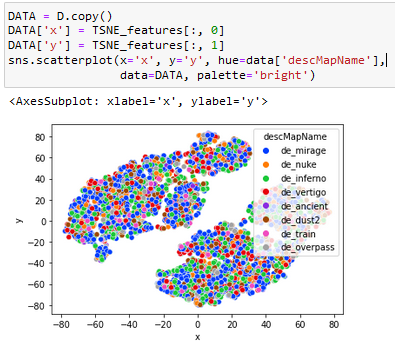 DATA = D.copy()
DATA['x'] = TSNE_features[:, 0]
DATA['y'] = TSNE_features[:, 1]
sns.scatterplot(x='x', y='y', hue=data['descMapName'],
data=DATA, palette='bright')
<AxesSubplot: xlabel='x', ylabel='y'>
descMapName
de_mirage
de_nuke
de_inferno
de_vertigo
de_ancient
de_dust2
de_train
de_overpass
80
60
40
20
0
−20
−40
−60
−80
y
−80 −60 −40 −20 0 20 40 60 80
x